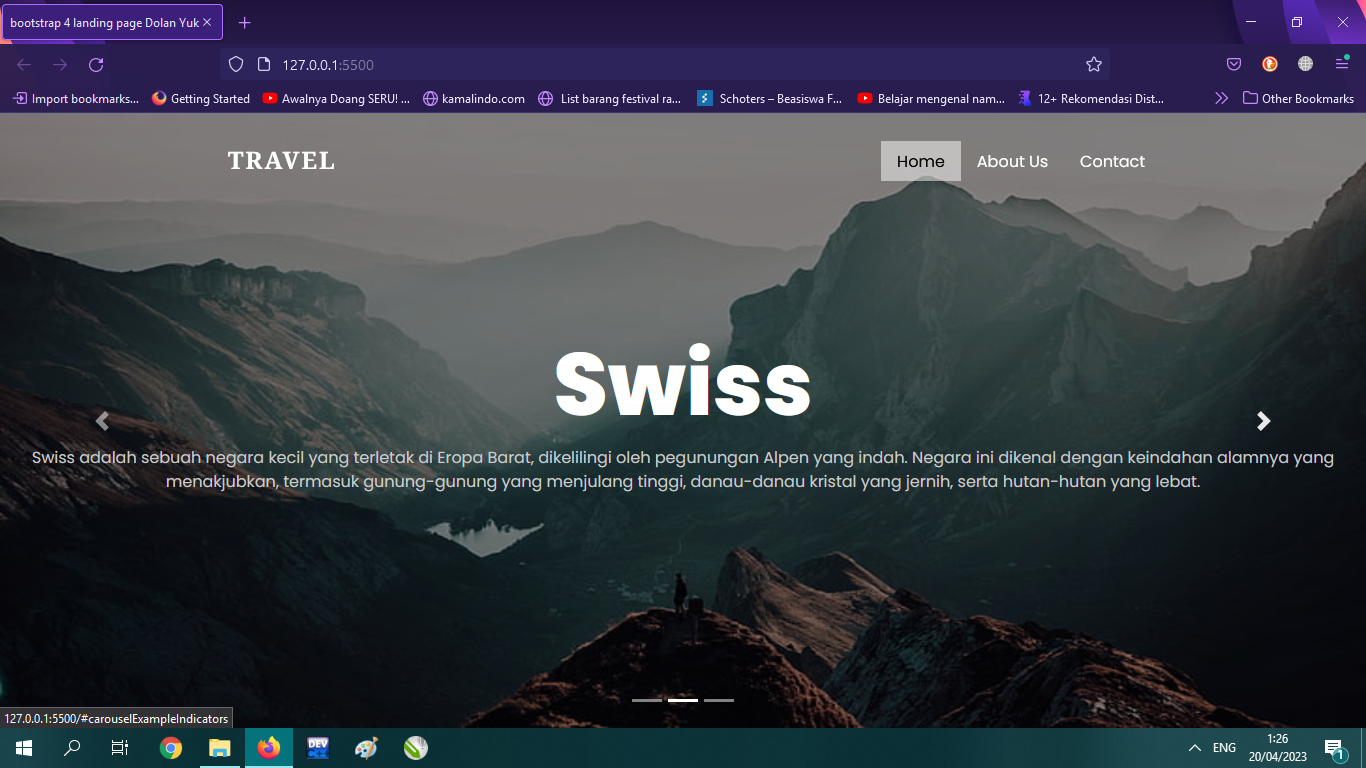 bootstrap 4 landing page Dolan Yuk
127.0.0.1:5500
Import bookmarks...
Getting Started
Awalnya Doang SERU! ...
kamalindo.com
List barang festival ra...
Schoters – Beasiswa F...
Belajar mengenal nam...
12+ Rekomendasi Dist...
Other Bookmarks
TRAVEL
Home
About Us
Contact
Swiss
Swiss adalah sebuah negara kecil yang terletak di Eropa Barat, dikelilingi oleh pegunungan Alpen yang indah. Negara ini dikenal dengan keindahan alamnya yang
menakjubkan, termasuk gunung-gunung yang menjulang tinggi, danau-danau kristal yang jernih, serta hutan-hutan yang lebat.
127.0.0.1:5500/#carouselExampleIndicators
DEV
ENG
1:26
20/04/2023
1